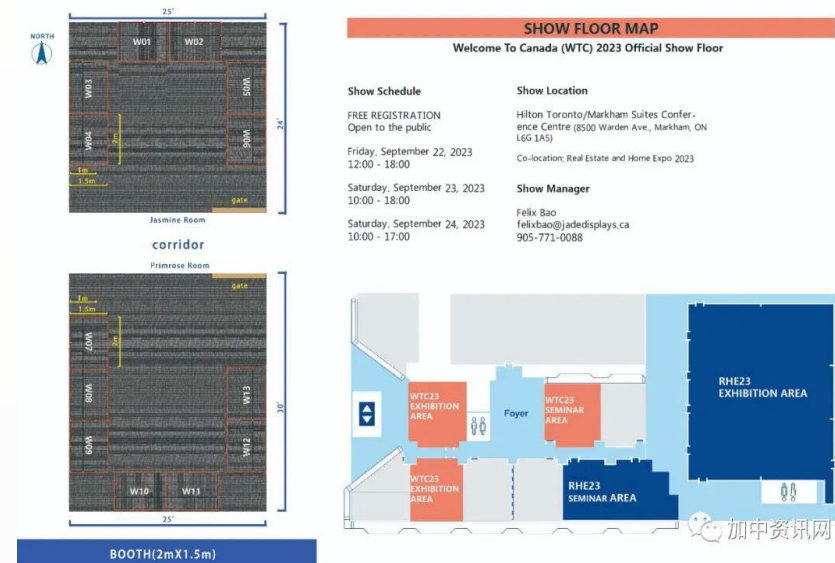 25'
NORTH
W01
W02
W03
W05
W04
2m
W06
24'
1m
1.5m
gate
Jasmine Room
corridor
Primrose Room
gate
1m
1.5m
W07
2m
W08
W13
30'
W09
W12
W10
W11
25'
BOOTH(2mX1.5m)
SHOW FLOOR MAP
Welcome To Canada (WTC) 2023 Official Show Floor
Show Schedule
FREE REGISTRATION
Open to the public
Friday, September 22, 2023
12:00 - 18:00
Saturday, September 23, 2023
10:00 - 18:00
Saturday, September 24, 2023
10:00 - 17:00
Show Location
Hilton Toronto/Markham Suites Confer-
ence Centre (8500 Warden Ave., Markham, ON
L6G 1A5)
Co-location: Real Estate and Home Expo 2023
Show Manager
Felix Bao
felixbao@jadedisplays.ca
905-771-0088
WTC23
EXHIBITION
AREA
Foyer
WTC23
SEMINAR
AREA
RHE23
EXHIBITION AREA
WTC23
EXHIBITION
AREA
RHE23
SEMINAR AREA
加中资讯网